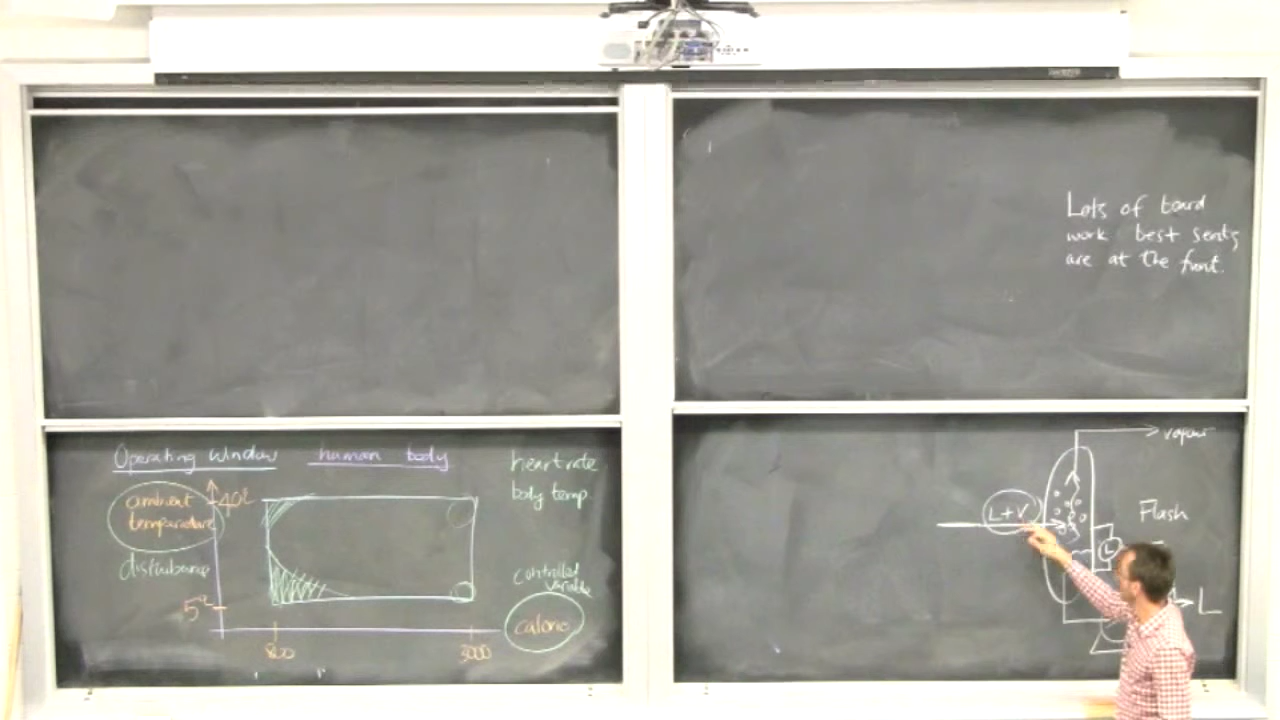 Lots of board
work best seats
are at the front.
Operating window human body
heart rate
body temp
ambient
temperature
40°C
disturbance
5°C
800
3000
controlled
variable
calorie
vapour
L+V
Flash
L
L